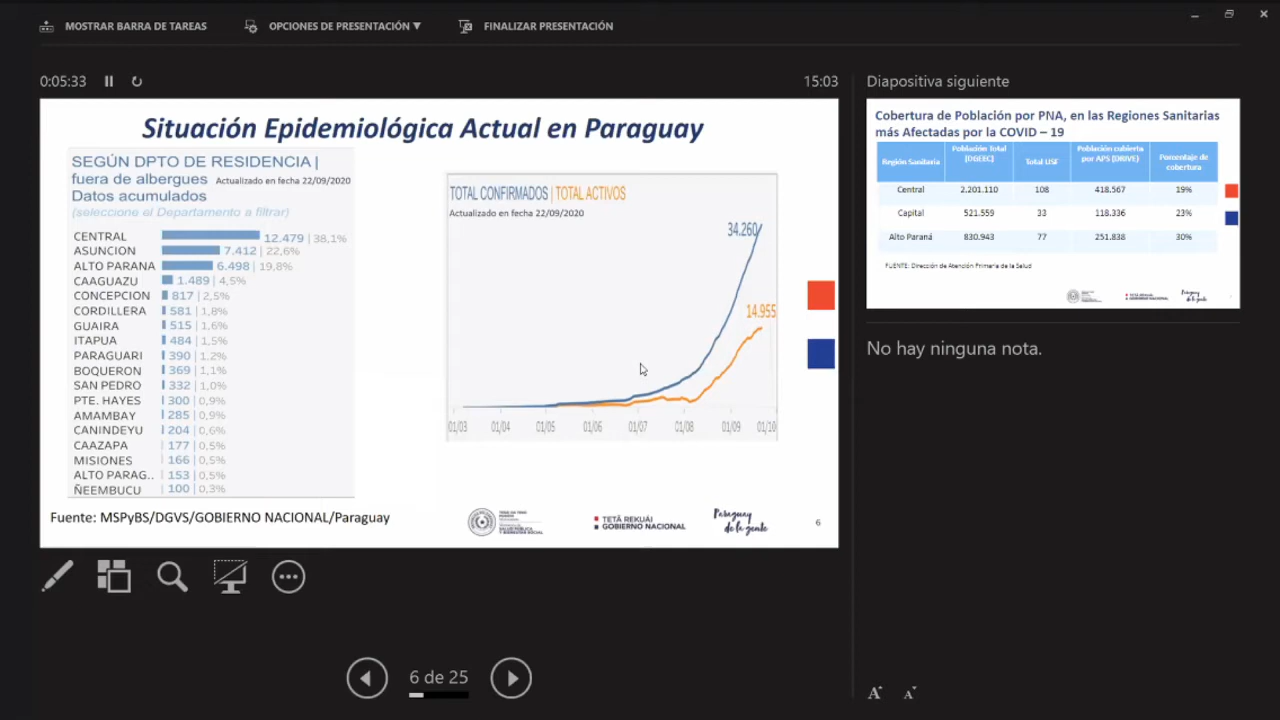 MOSTRAR BARRA DE TAREAS
OPCIONES DE PRESENTACIÓN ▼
FINALIZAR PRESENTACIÓN
0:05:33
15:03
Situación Epidemiológica Actual en Paraguay
SEGÚN DPTO DE RESIDENCIA |
fuera de albergues Actualizado en fecha 22/09/2020
Datos acumulados
(seleccione el Departamento a filtrar)
CENTRAL 12.479 | 38,1%
ASUNCION 7.412 | 22,6%
ALTO PARANA 6.498 | 19,8%
CAAGUAZU 1.489 | 4,5%
CONCEPCION 817 | 2,5%
CORDILLERA 581 | 1,8%
GUAIRA 515 | 1,6%
ITAPUA 484 | 1,5%
PARAGUARI 390 | 1,2%
BOQUERON 369 | 1,1%
SAN PEDRO 332 | 1,0%
PTE. HAYES 300 | 0,9%
AMAMBAY 285 | 0,9%
CANINDEYU 204 | 0,6%
CAAZAPA 177 | 0,5%
MISIONES 166 | 0,5%
ALTO PARAG.. 153 | 0,5%
ÑEEMBUCU 100 | 0,3%
TOTAL CONFIRMADOS | TOTAL ACTIVOS
Actualizado en fecha 22/09/2020
34.260
14.955
01/03 01/04 01/05 01/06 01/07 01/08 01/09 01/10
Fuente: MSPyBS/DGVS/GOBIERNO NACIONAL/Paraguay
TETÃ REKUÁI
GOBIERNO NACIONAL
Paraguay
de la gente
6
6 de 25
Diapositiva siguiente
Cobertura de Población por PNA, en las Regiones Sanitarias
más Afectadas por la COVID – 19
Región Sanitaria Población Total (DGEEC) Total USF Población cubierta por APS (DRIVE) Porcentaje de cobertura
Central 2.201.110 108 418.567 19%
Capital 521.559 33 118.336 23%
Alto Paraná 830.943 77 251.838 30%
FUENTE: Dirección de Atención Primaria de la Salud
TETÃ REKUÁI
GOBIERNO NACIONAL
Paraguay
de la gente
No hay ninguna nota.
A A